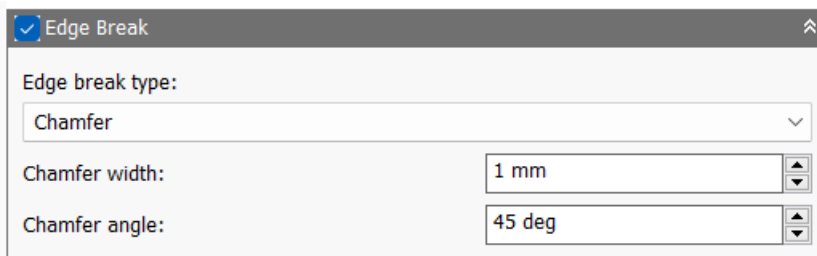 Edge Break
Edge break type:
Chamfer
Chamfer width: 1 mm
Chamfer angle: 45 deg